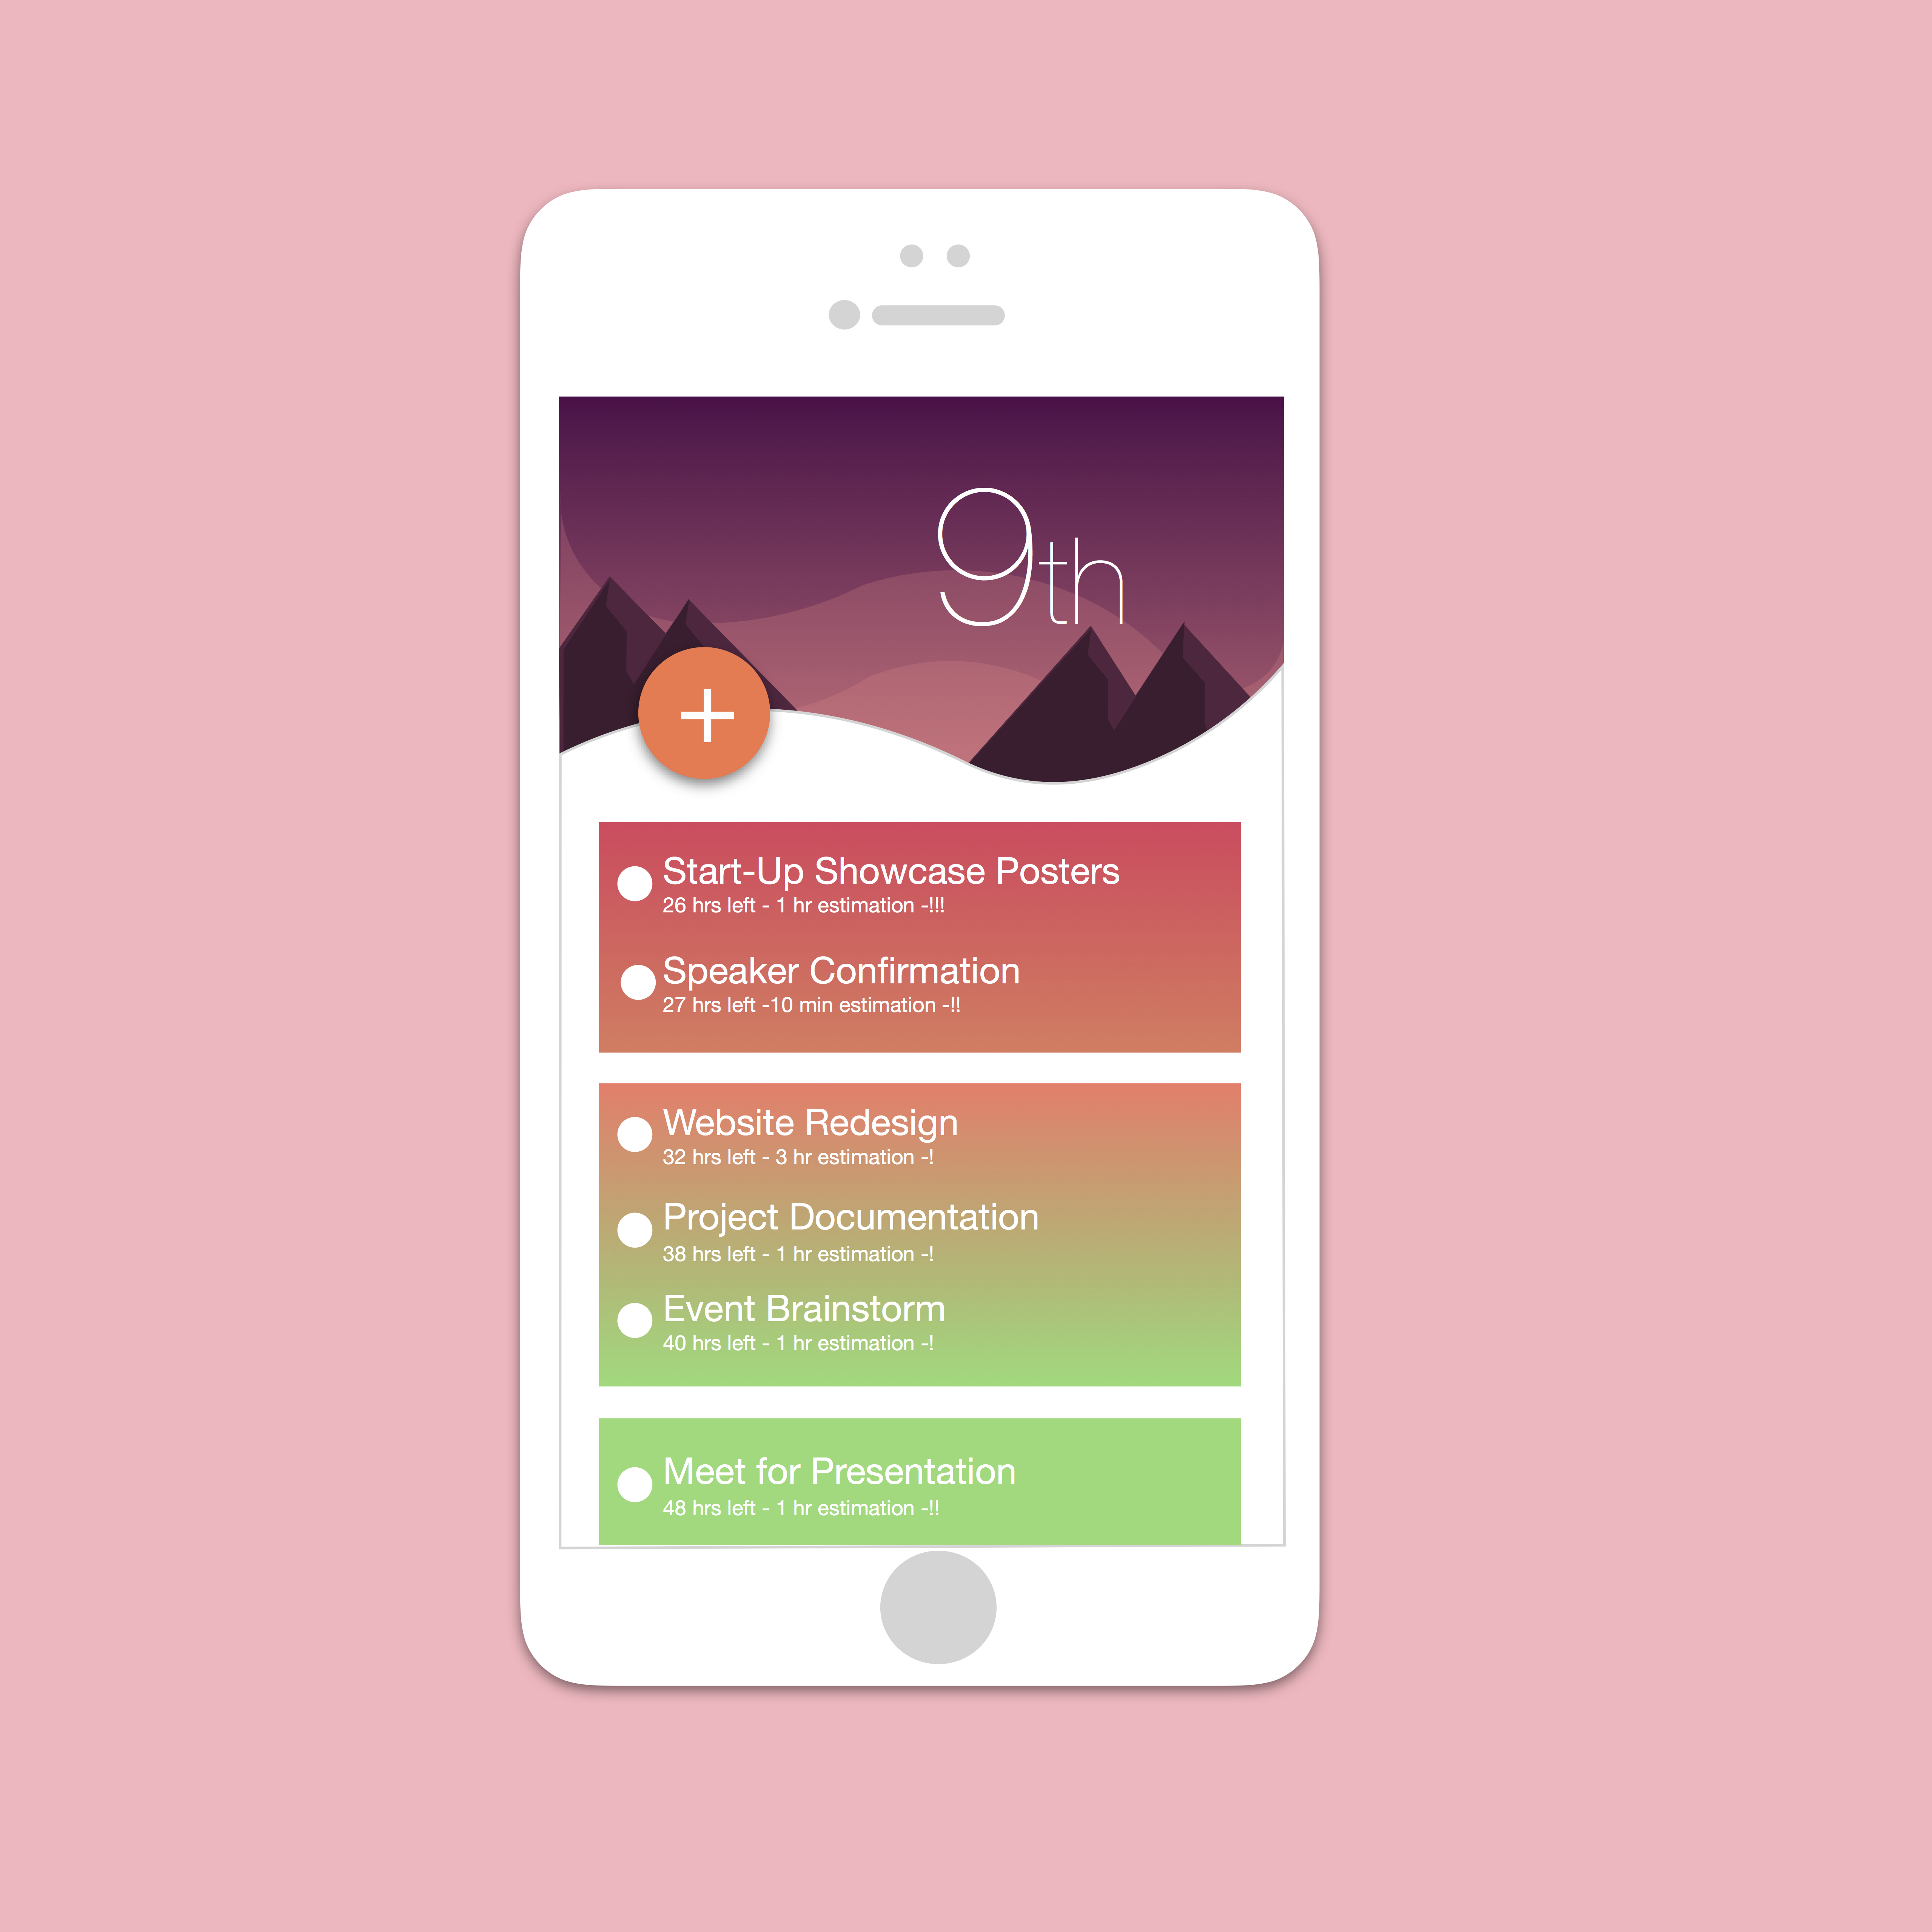 9th
+
Start-Up Showcase Posters
26 hrs left - 1 hr estimation -!!!
Speaker Confirmation
27 hrs left -10 min estimation -!!
Website Redesign
32 hrs left - 3 hr estimation -!
Project Documentation
38 hrs left - 1 hr estimation -!
Event Brainstorm
40 hrs left - 1 hr estimation -!
Meet for Presentation
48 hrs left - 1 hr estimation -!!